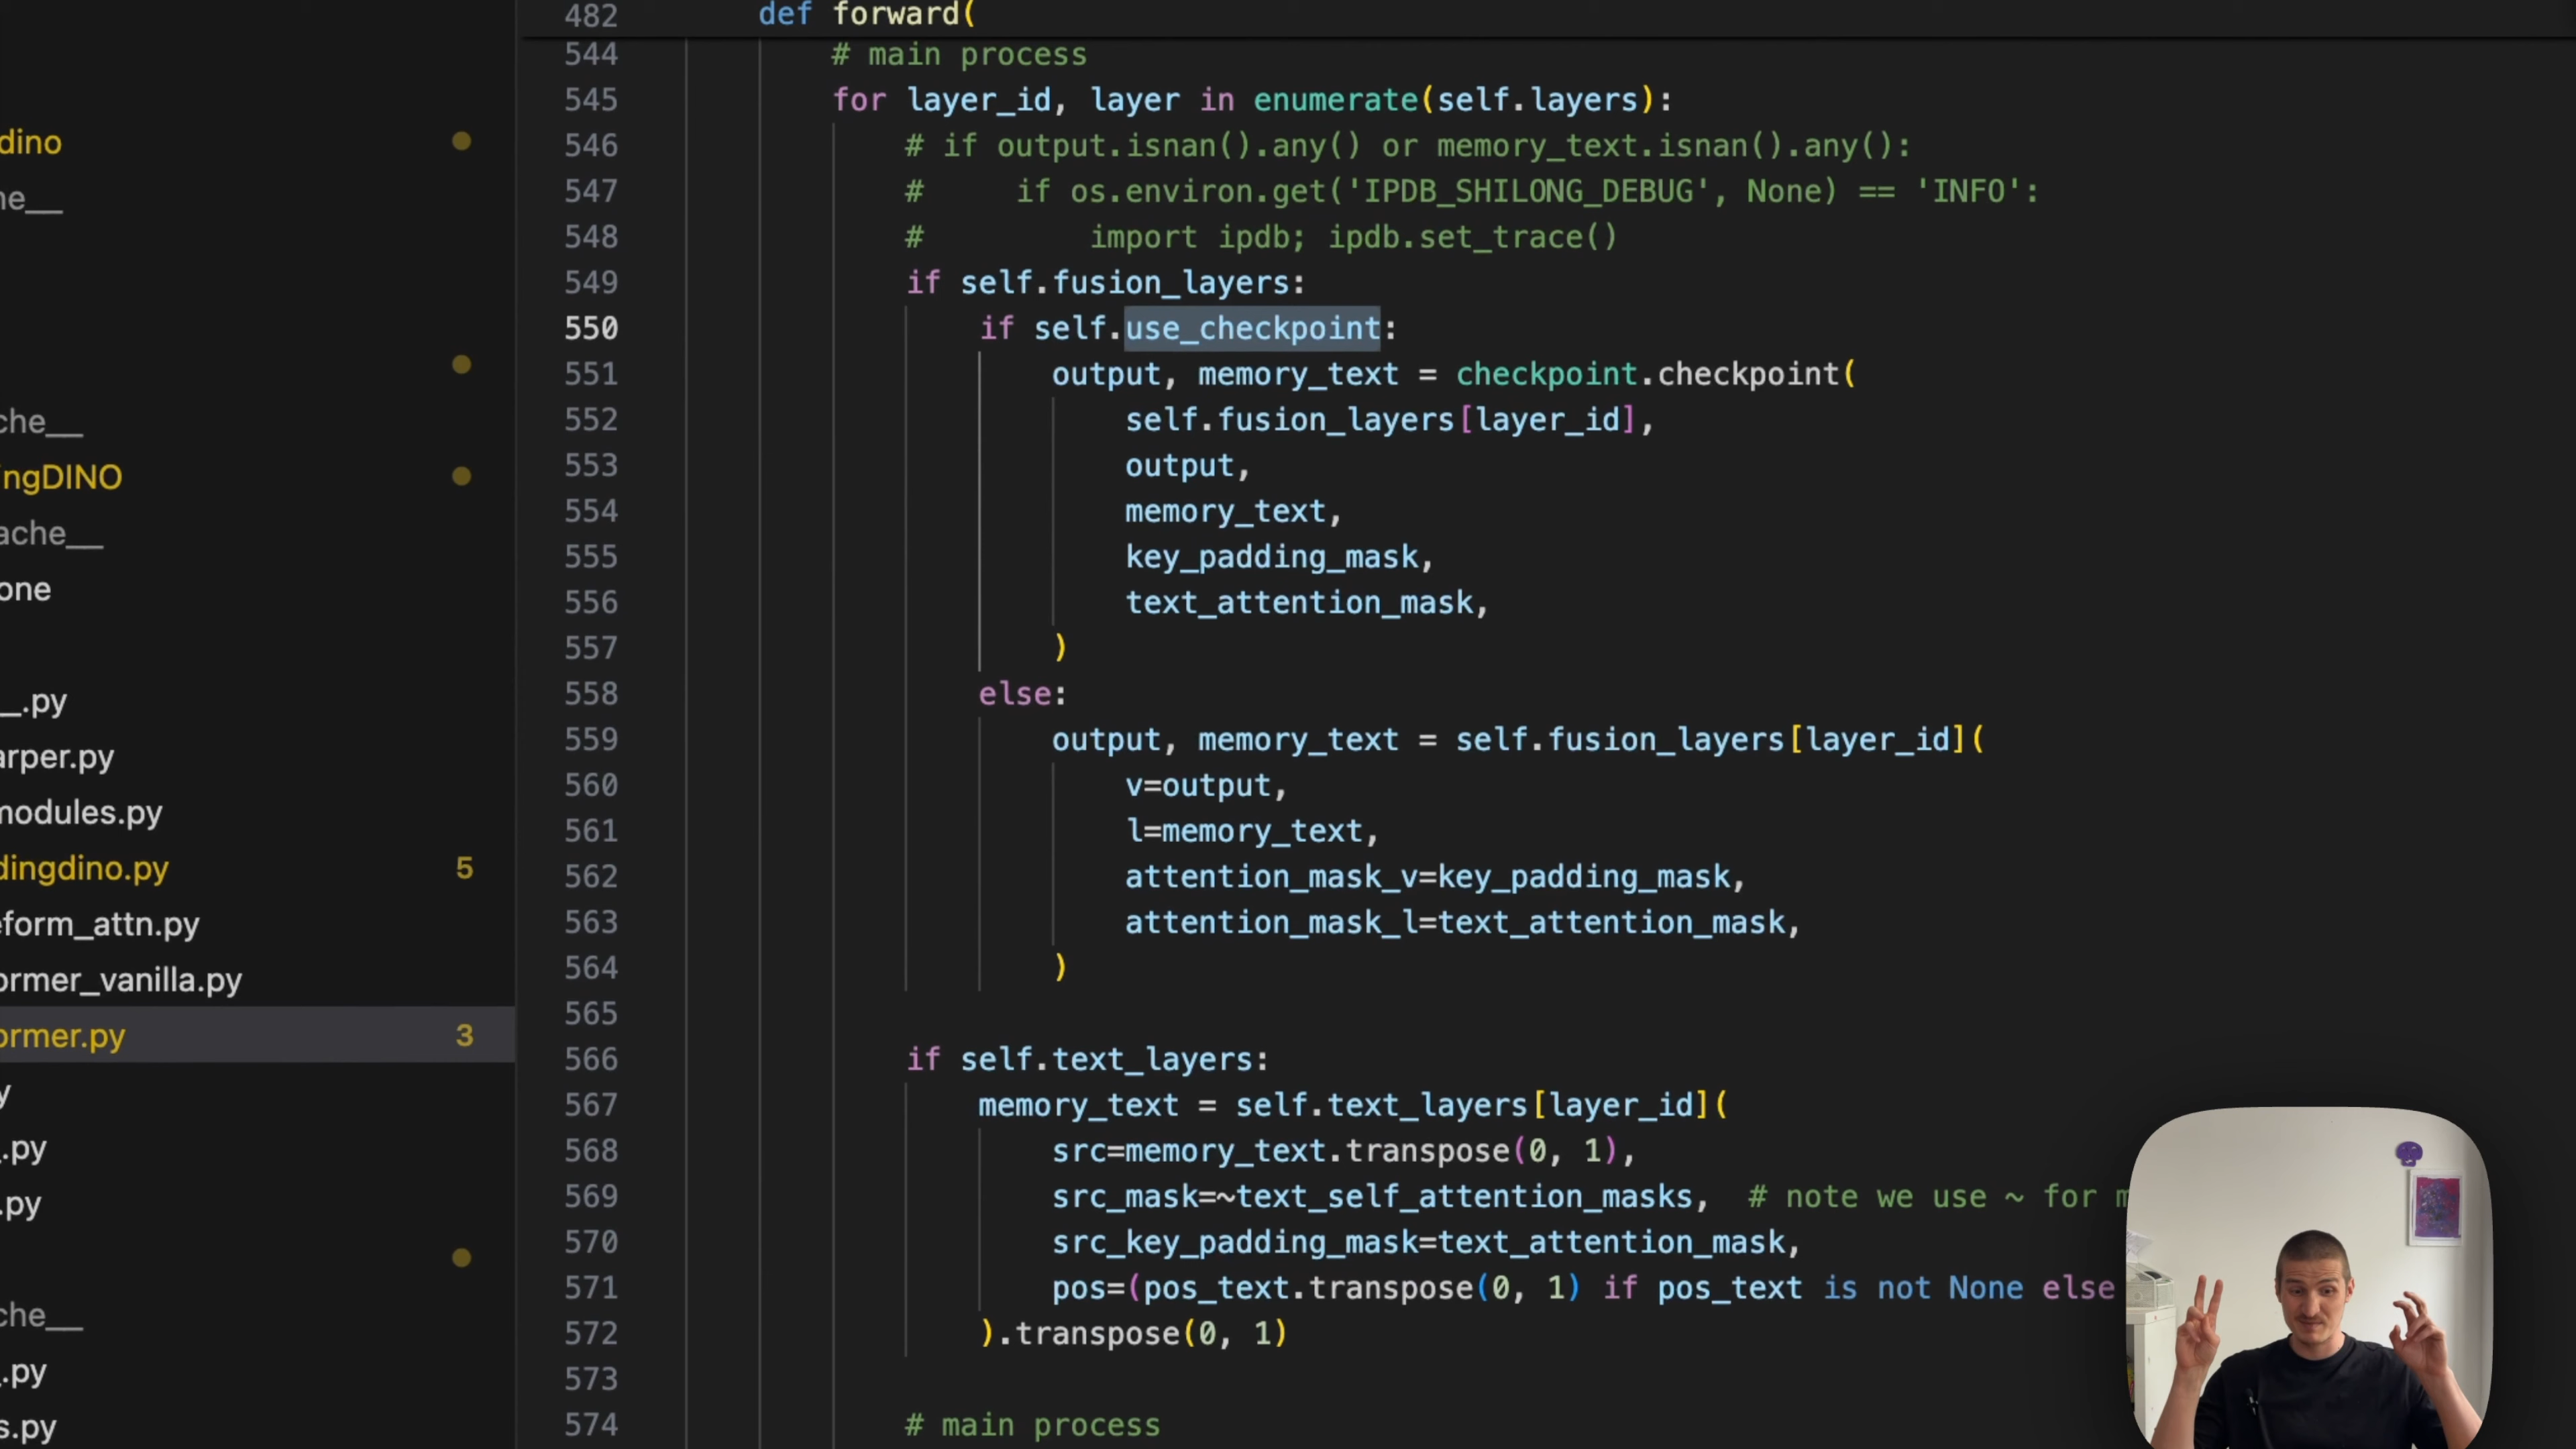 dino
ne__
che__
ingDINO
ache__
one
__.py
arper.py
modules.py
dingdino.py 5
eform_attn.py
ormer_vanilla.py
ormer.py 3
y
.py
.py
che__
.py
s.py
482 def forward(
544 # main process
545 for layer_id, layer in enumerate(self.layers):
546 # if output.isnan().any() or memory_text.isnan().any():
547 #     if os.environ.get('IPDB_SHILONG_DEBUG', None) == 'INFO':
548 #         import ipdb; ipdb.set_trace()
549 if self.fusion_layers:
550 if self.use_checkpoint:
551 output, memory_text = checkpoint.checkpoint(
552 self.fusion_layers[layer_id],
553 output,
554 memory_text,
555 key_padding_mask,
556 text_attention_mask,
557 )
558 else:
559 output, memory_text = self.fusion_layers[layer_id](
560 v=output,
561 l=memory_text,
562 attention_mask_v=key_padding_mask,
563 attention_mask_l=text_attention_mask,
564 )
565
566 if self.text_layers:
567 memory_text = self.text_layers[layer_id](
568 src=memory_text.transpose(0, 1),
569 src_mask=~text_self_attention_masks,  # note we use ~ for
570 src_key_padding_mask=text_attention_mask,
571 pos=(pos_text.transpose(0, 1) if pos_text is not None else
572 ).transpose(0, 1)
573
574 # main process